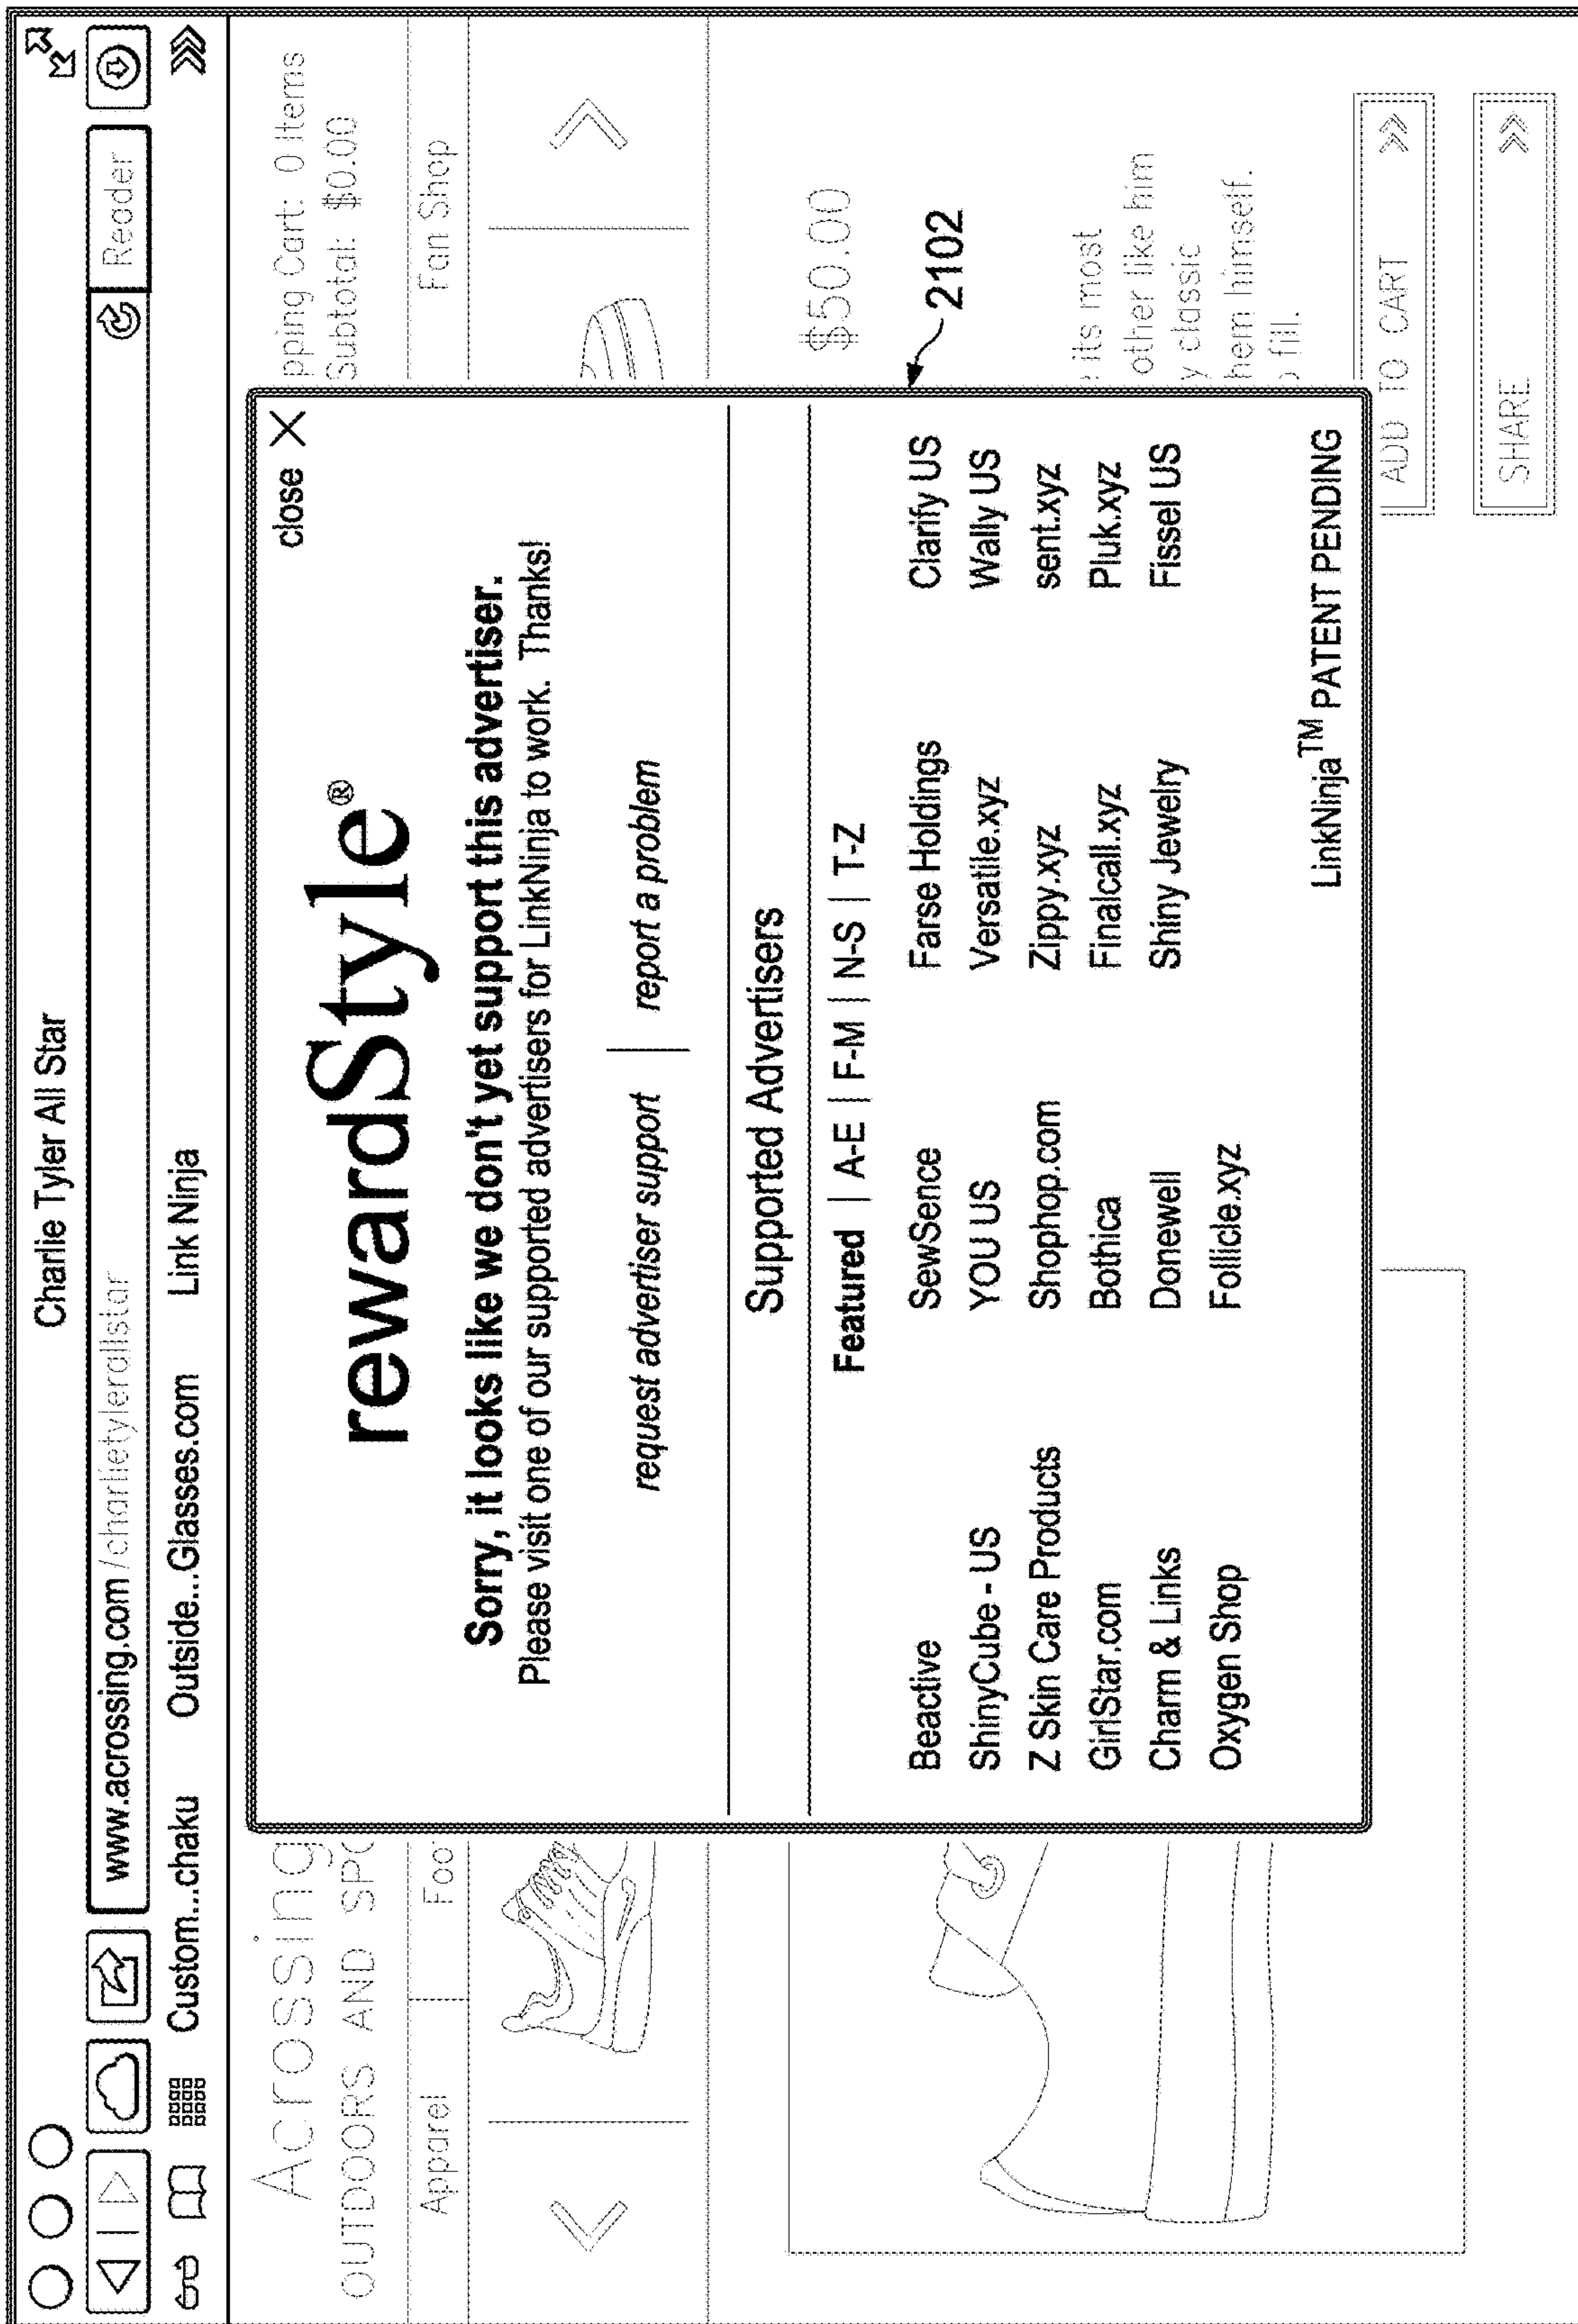 Charlie Tyler All Star
www.acrossing.com /charlietylerallstar
Reader
Custom...chaku Outside...Glasses.com Link Ninja
Acrossing
OUTDOORS AND SPO
pping Cart: 0 Items
Subtotal: $0.00
Apparel Foo Fan Shop
close X
rewardStyle®
Sorry, it looks like we don't yet support this advertiser.
Please visit one of our supported advertisers for LinkNinja to work. Thanks!
request advertiser support | report a problem
Supported Advertisers
Featured | A-E | F-M | N-S | T-Z
Beactive SewSence Farse Holdings Clarify US
ShinyCube - US YOU US Versatile.xyz Wally US
Z Skin Care Products Shophop.com Zippy.xyz sent.xyz
GirlStar.com Bothica Finalcall.xyz Pluk.xyz
Charm & Links Donewell Shiny Jewelry Fissel US
Oxygen Shop Follicle.xyz
LinkNinja™ PATENT PENDING
$50.00
2102
its most
other like him
y classic
hem himself.
fill.
ADD TO CART
SHARE